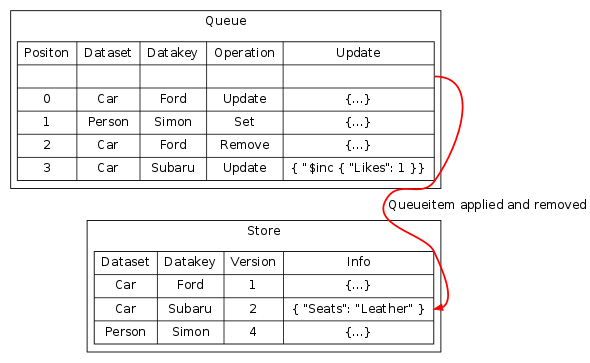 Queue
Positon Dataset Datakey Operation Update
0 Car Ford Update {...}
1 Person Simon Set {...}
2 Car Ford Remove {...}
3 Car Subaru Update { "$inc { "Likes": 1 }}
Queueitem applied and removed
Store
Dataset Datakey Version Info
Car Ford 1 {...}
Car Subaru 2 { "Seats": "Leather" }
Person Simon 4 {...}